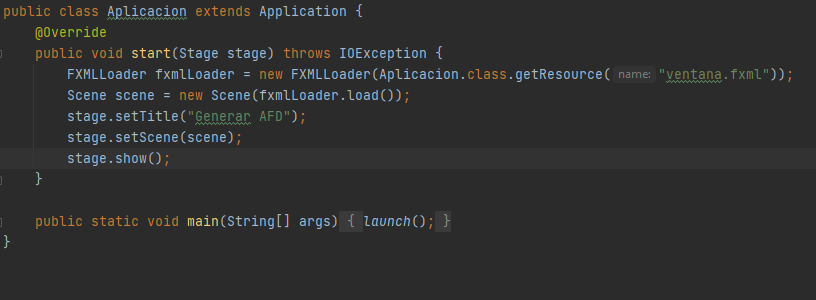 public class Aplicacion extends Application {
    @Override
    public void start(Stage stage) throws IOException {
        FXMLLoader fxmlLoader = new FXMLLoader(Aplicacion.class.getResource( name: "ventana.fxml"));
        Scene scene = new Scene(fxmlLoader.load());
        stage.setTitle("Generar AFD");
        stage.setScene(scene);
        stage.show();
    }
    public static void main(String[] args) { launch(); }
}